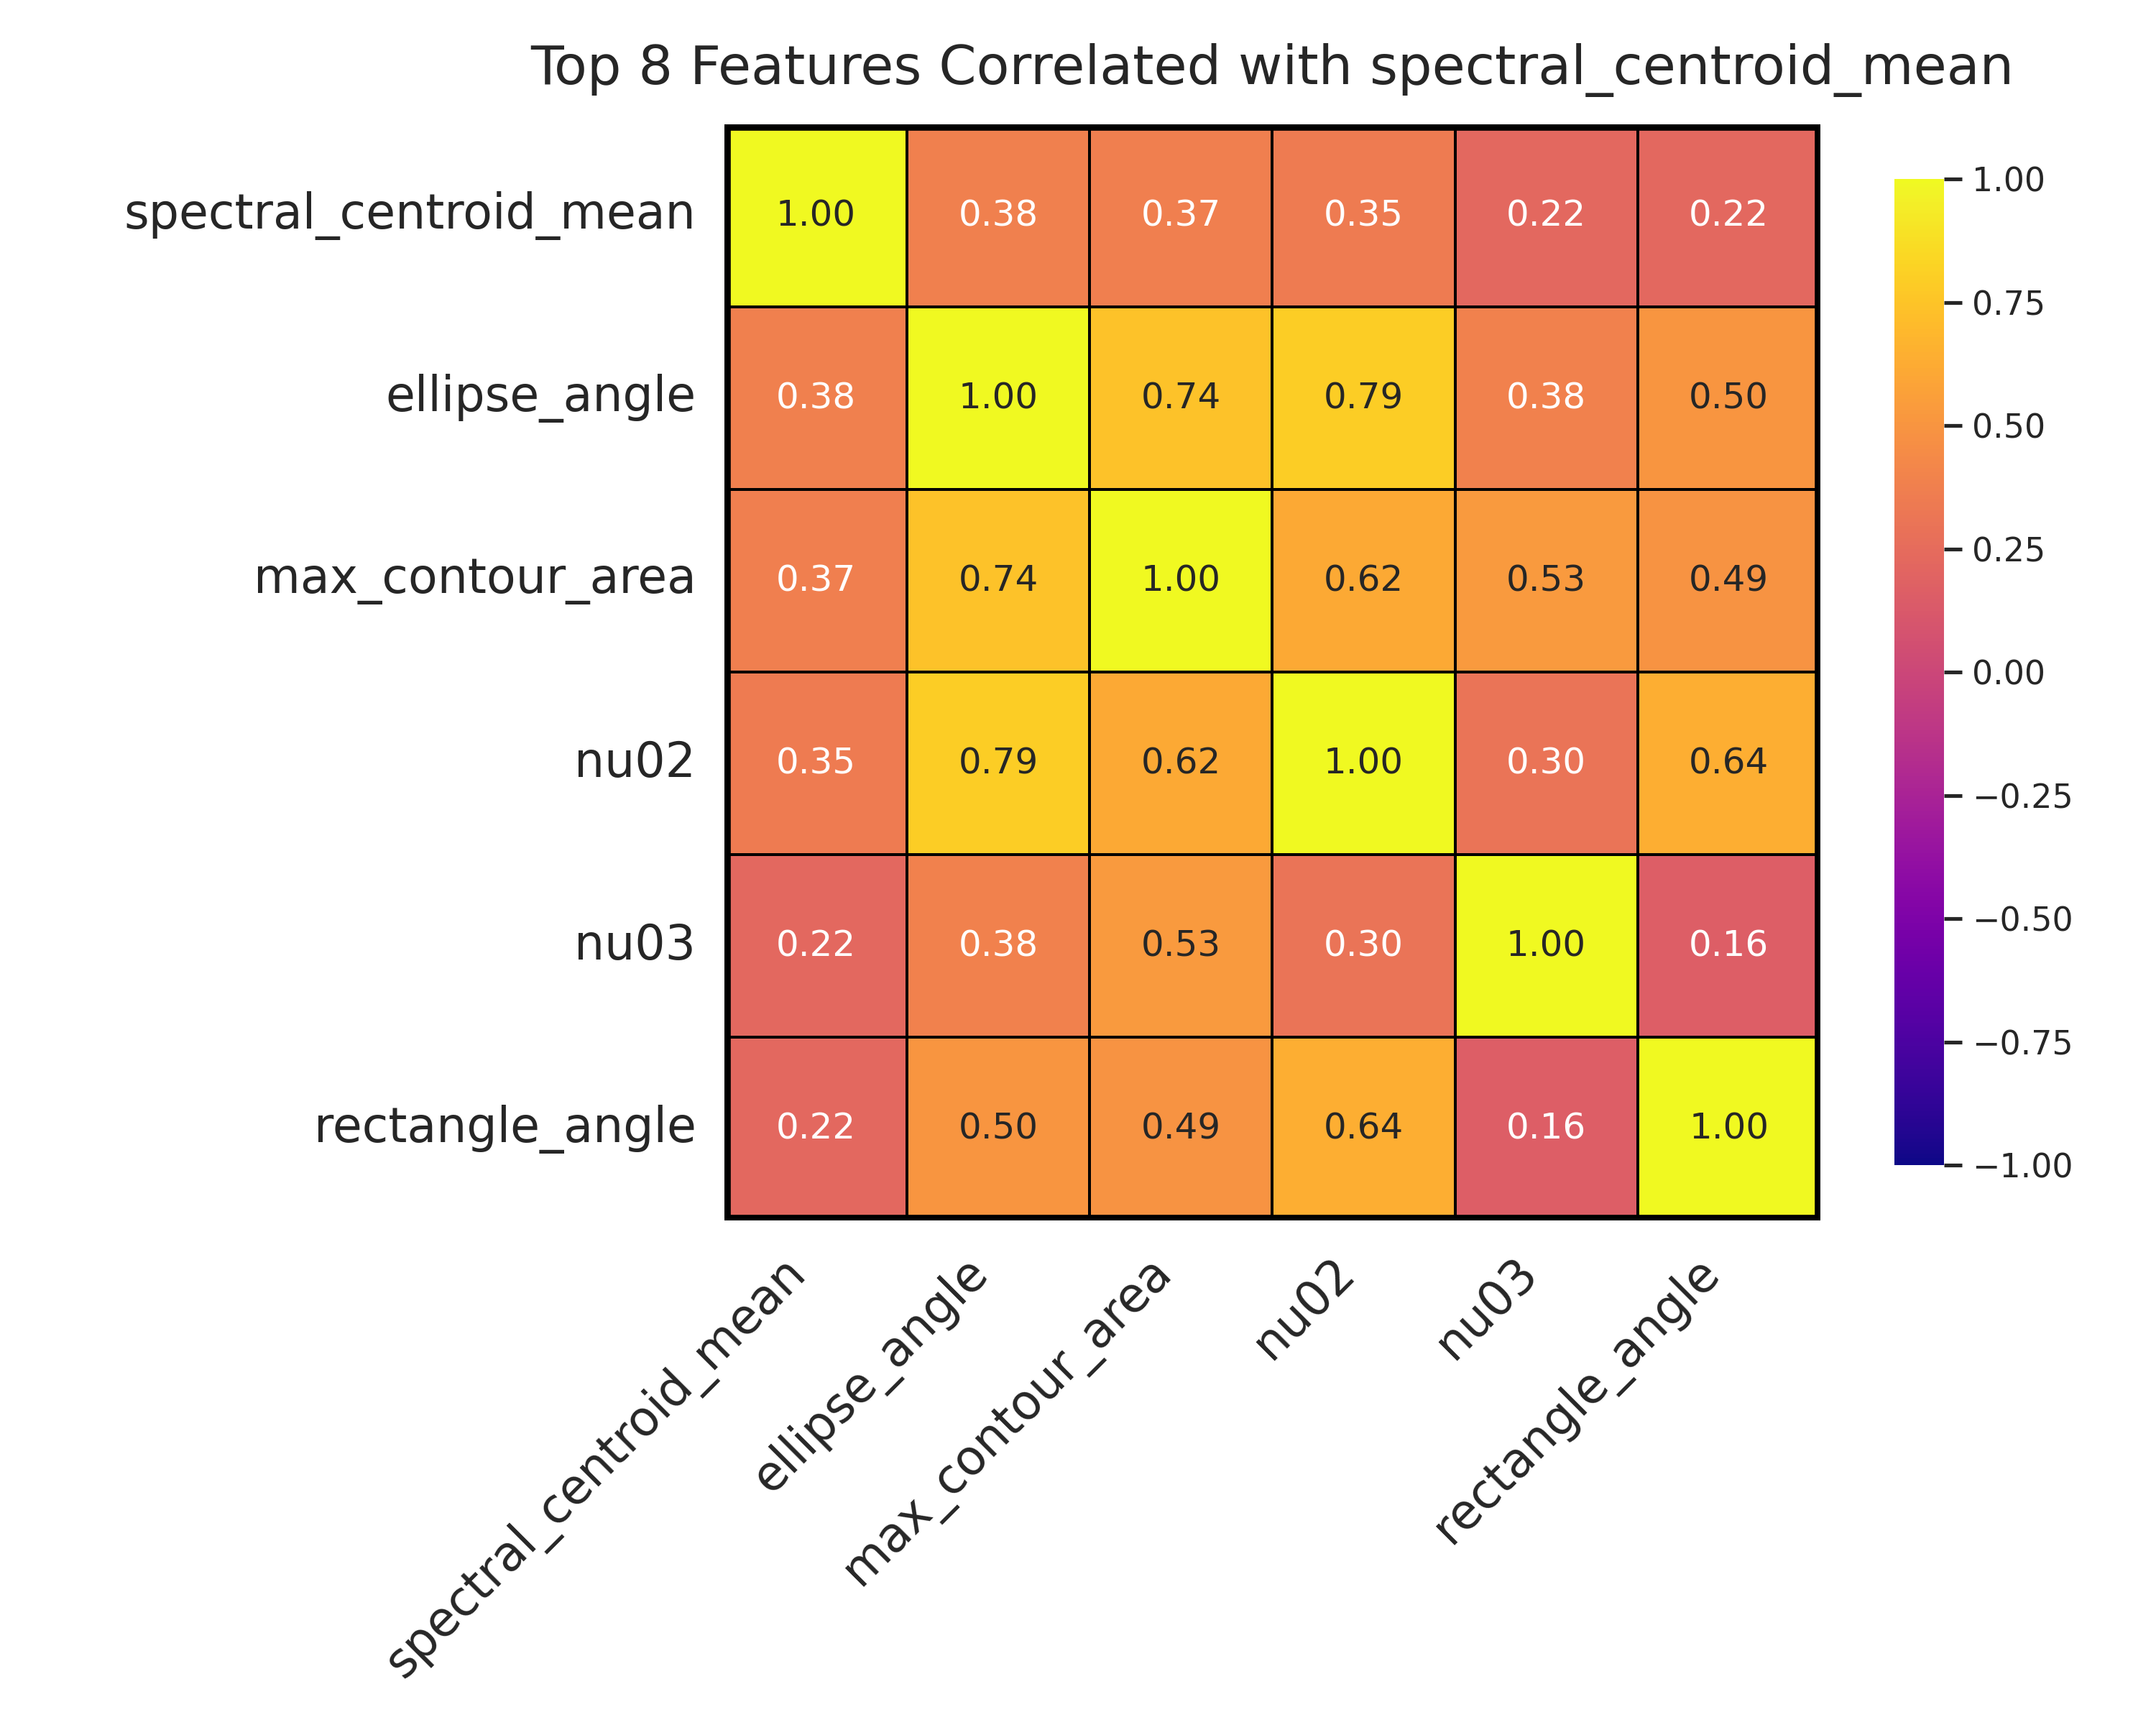 Top 8 Features Correlated with spectral_centroid_mean
spectral_centroid_mean 1.00 0.38 0.37 0.35 0.22 0.22
ellipse_angle 0.38 1.00 0.74 0.79 0.38 0.50
max_contour_area 0.37 0.74 1.00 0.62 0.53 0.49
nu02 0.35 0.79 0.62 1.00 0.30 0.64
nu03 0.22 0.38 0.53 0.30 1.00 0.16
rectangle_angle 0.22 0.50 0.49 0.64 0.16 1.00
spectral_centroid_mean
ellipse_angle
max_contour_area
nu02
nu03
rectangle_angle
1.00
0.75
0.50
0.25
0.00
−0.25
−0.50
−0.75
−1.00